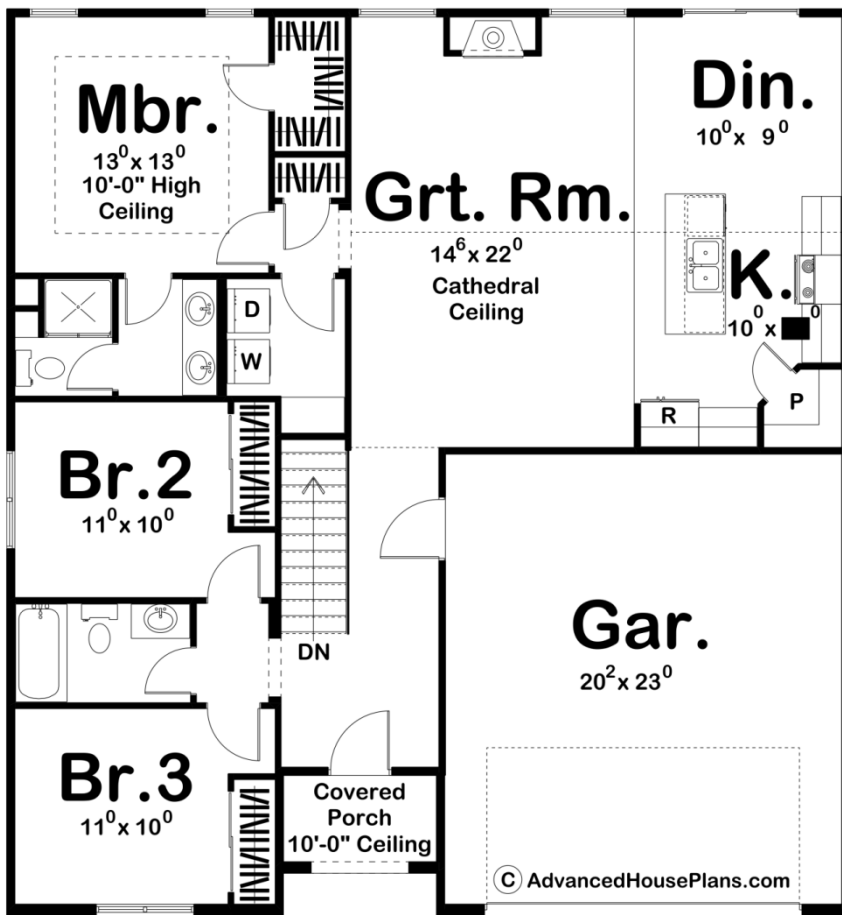 Mbr.
13⁰ x 13⁰
10'-0" High
Ceiling
Grt. Rm.
14⁶ x 22⁰
Cathedral
Ceiling
Din.
10⁰ x 9⁰
K.
10⁰ x ⁰
D
W
R
P
Br.2
11⁰ x 10⁰
DN
Gar.
20² x 23⁰
Br.3
11⁰ x 10⁰
Covered
Porch
10'-0" Ceiling
© AdvancedHousePlans.com